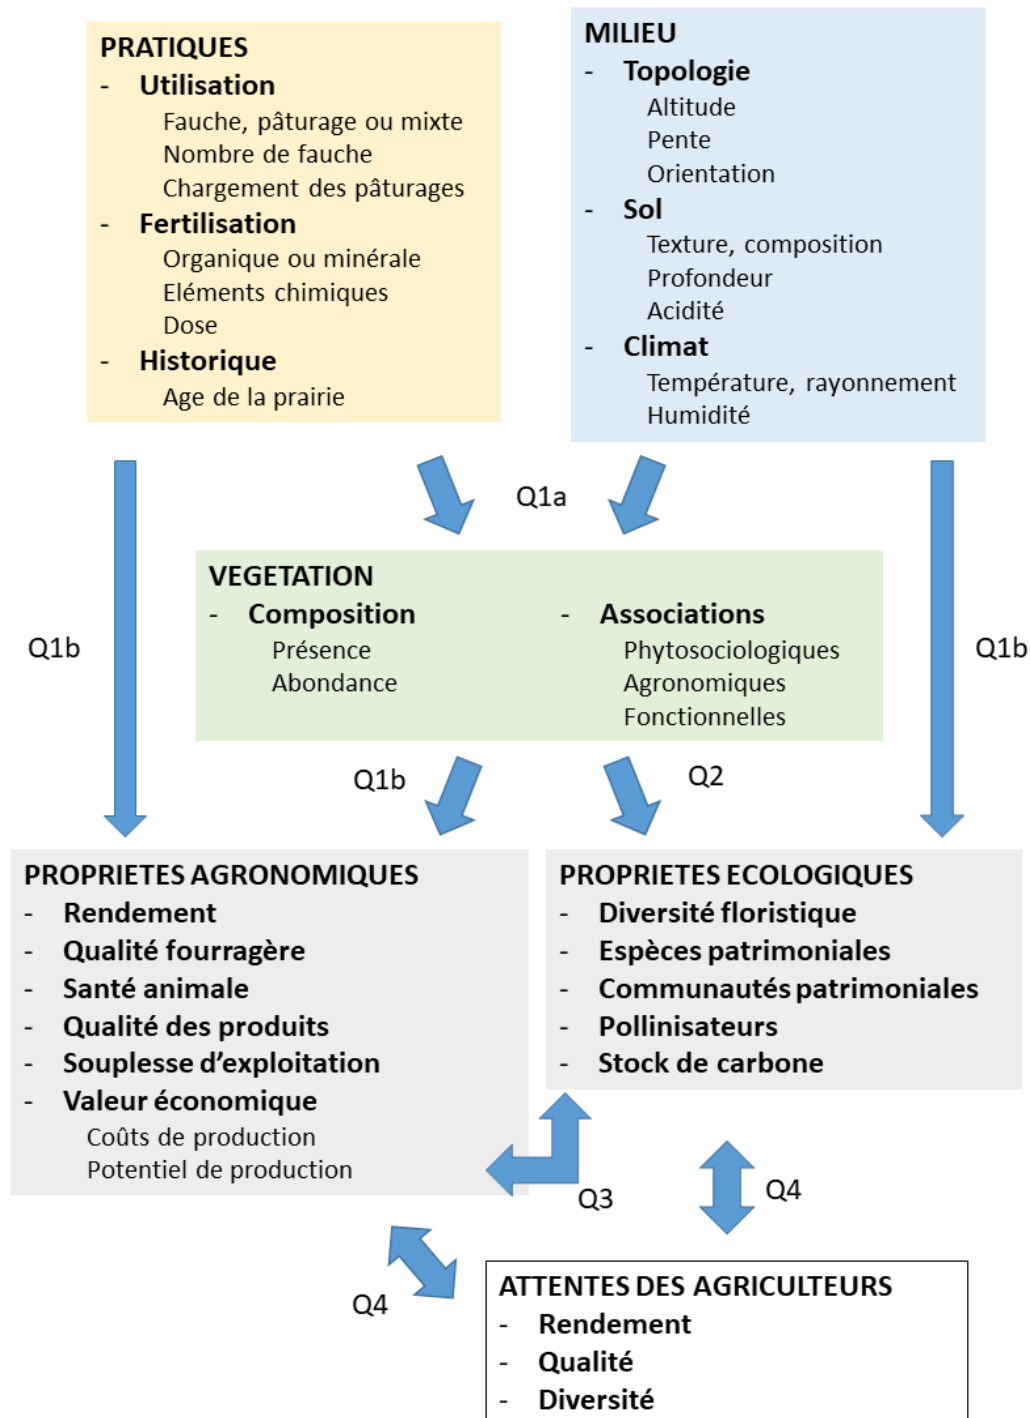 PRATIQUES
- Utilisation
Fauche, pâturage ou mixte
Nombre de fauche
Chargement des pâturages
- Fertilisation
Organique ou minérale
Eléments chimiques
Dose
- Historique
Age de la prairie
MILIEU
- Topologie
Altitude
Pente
Orientation
- Sol
Texture, composition
Profondeur
Acidité
- Climat
Température, rayonnement
Humidité
Q1a
VEGETATION
- Composition
Présence
Abondance
- Associations
Phytosociologiques
Agronomiques
Fonctionnelles
Q1b
Q1b
Q1b
Q2
PROPRIETES AGRONOMIQUES
- Rendement
- Qualité fourragère
- Santé animale
- Qualité des produits
- Souplesse d'exploitation
- Valeur économique
Coûts de production
Potentiel de production
PROPRIETES ECOLOGIQUES
- Diversité floristique
- Espèces patrimoniales
- Communautés patrimoniales
- Pollinisateurs
- Stock de carbone
Q3
Q4
Q4
ATTENTES DES AGRICULTEURS
- Rendement
- Qualité
- Diversité